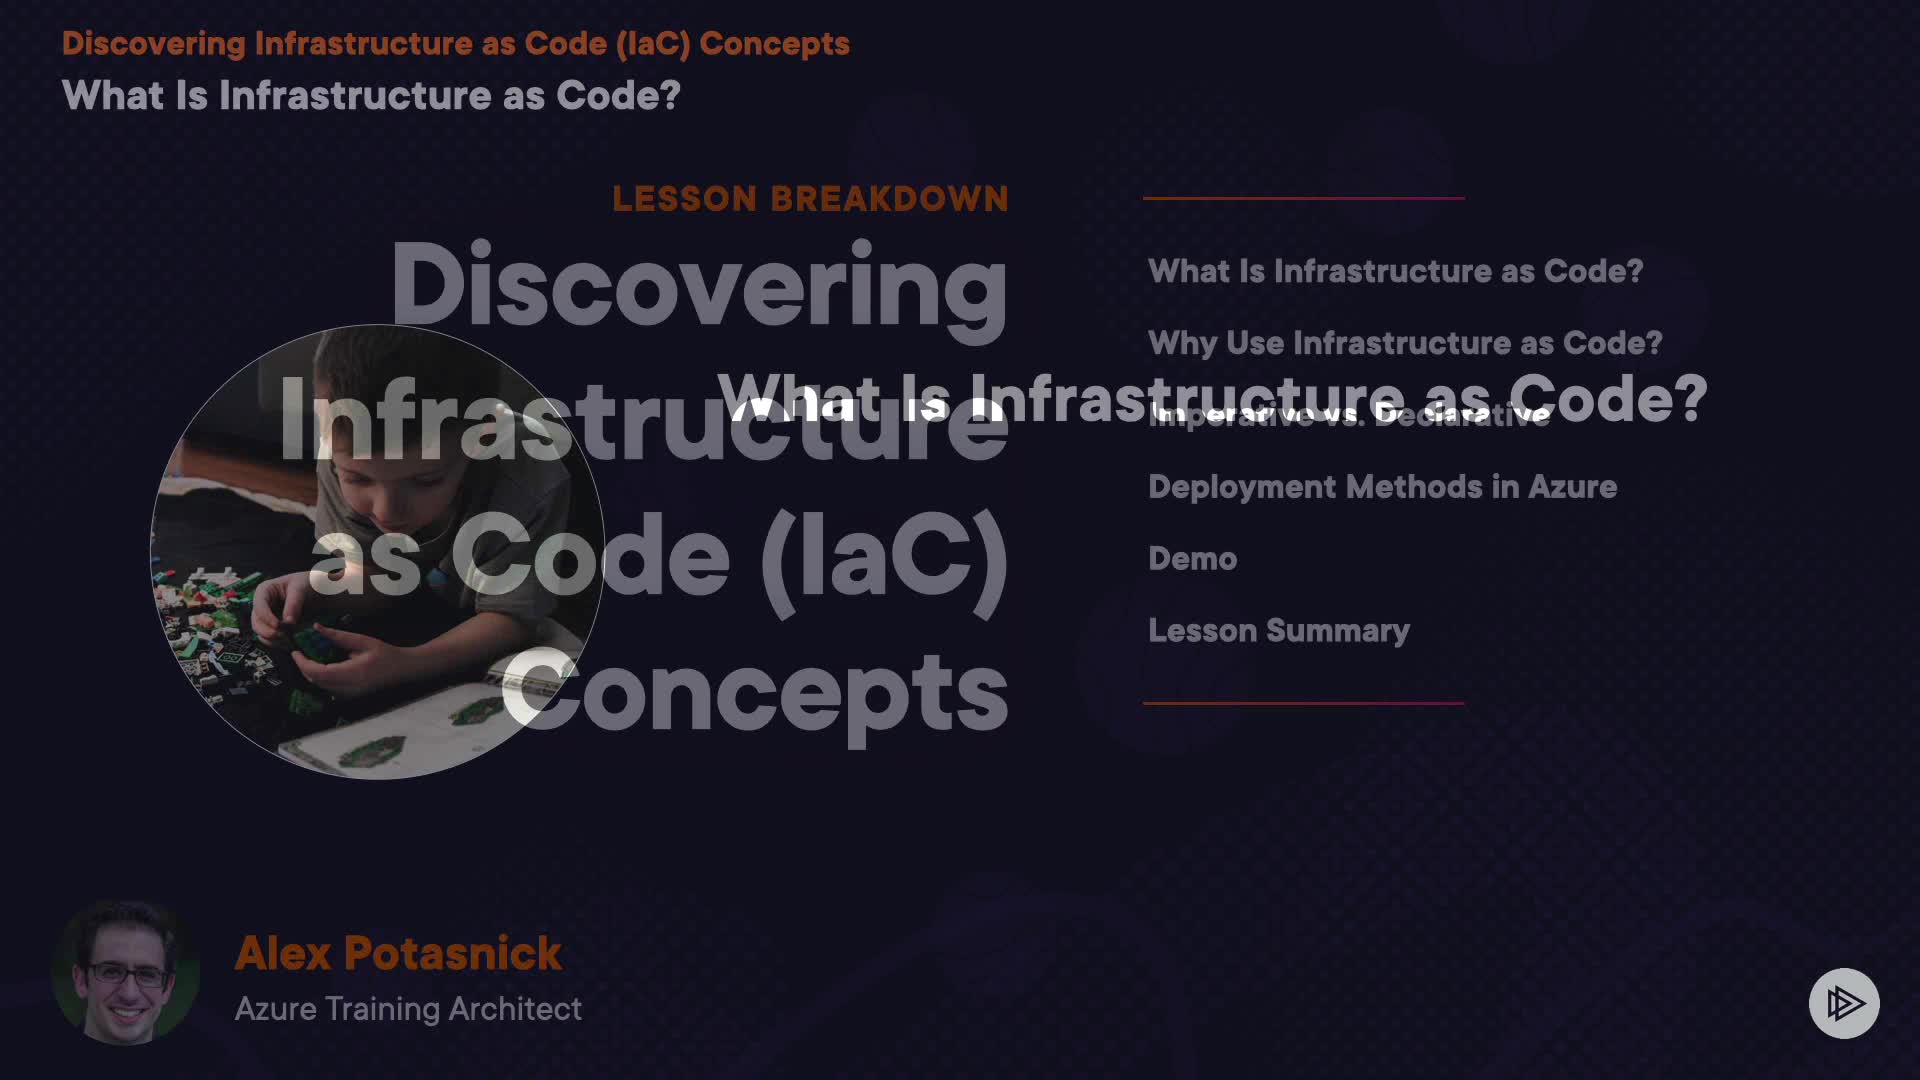 Discovering Infrastructure as Code (IaC) Concepts
What Is Infrastructure as Code?
LESSON BREAKDOWN
Discovering
Infrastructure
as Code (IaC)
Concepts
What Is Infrastructure as Code?
Why Use Infrastructure as Code?
What Is Infrastructure as Code?
Imperative vs. Declarative
Deployment Methods in Azure
Demo
Lesson Summary
Alex Potasnick
Azure Training Architect